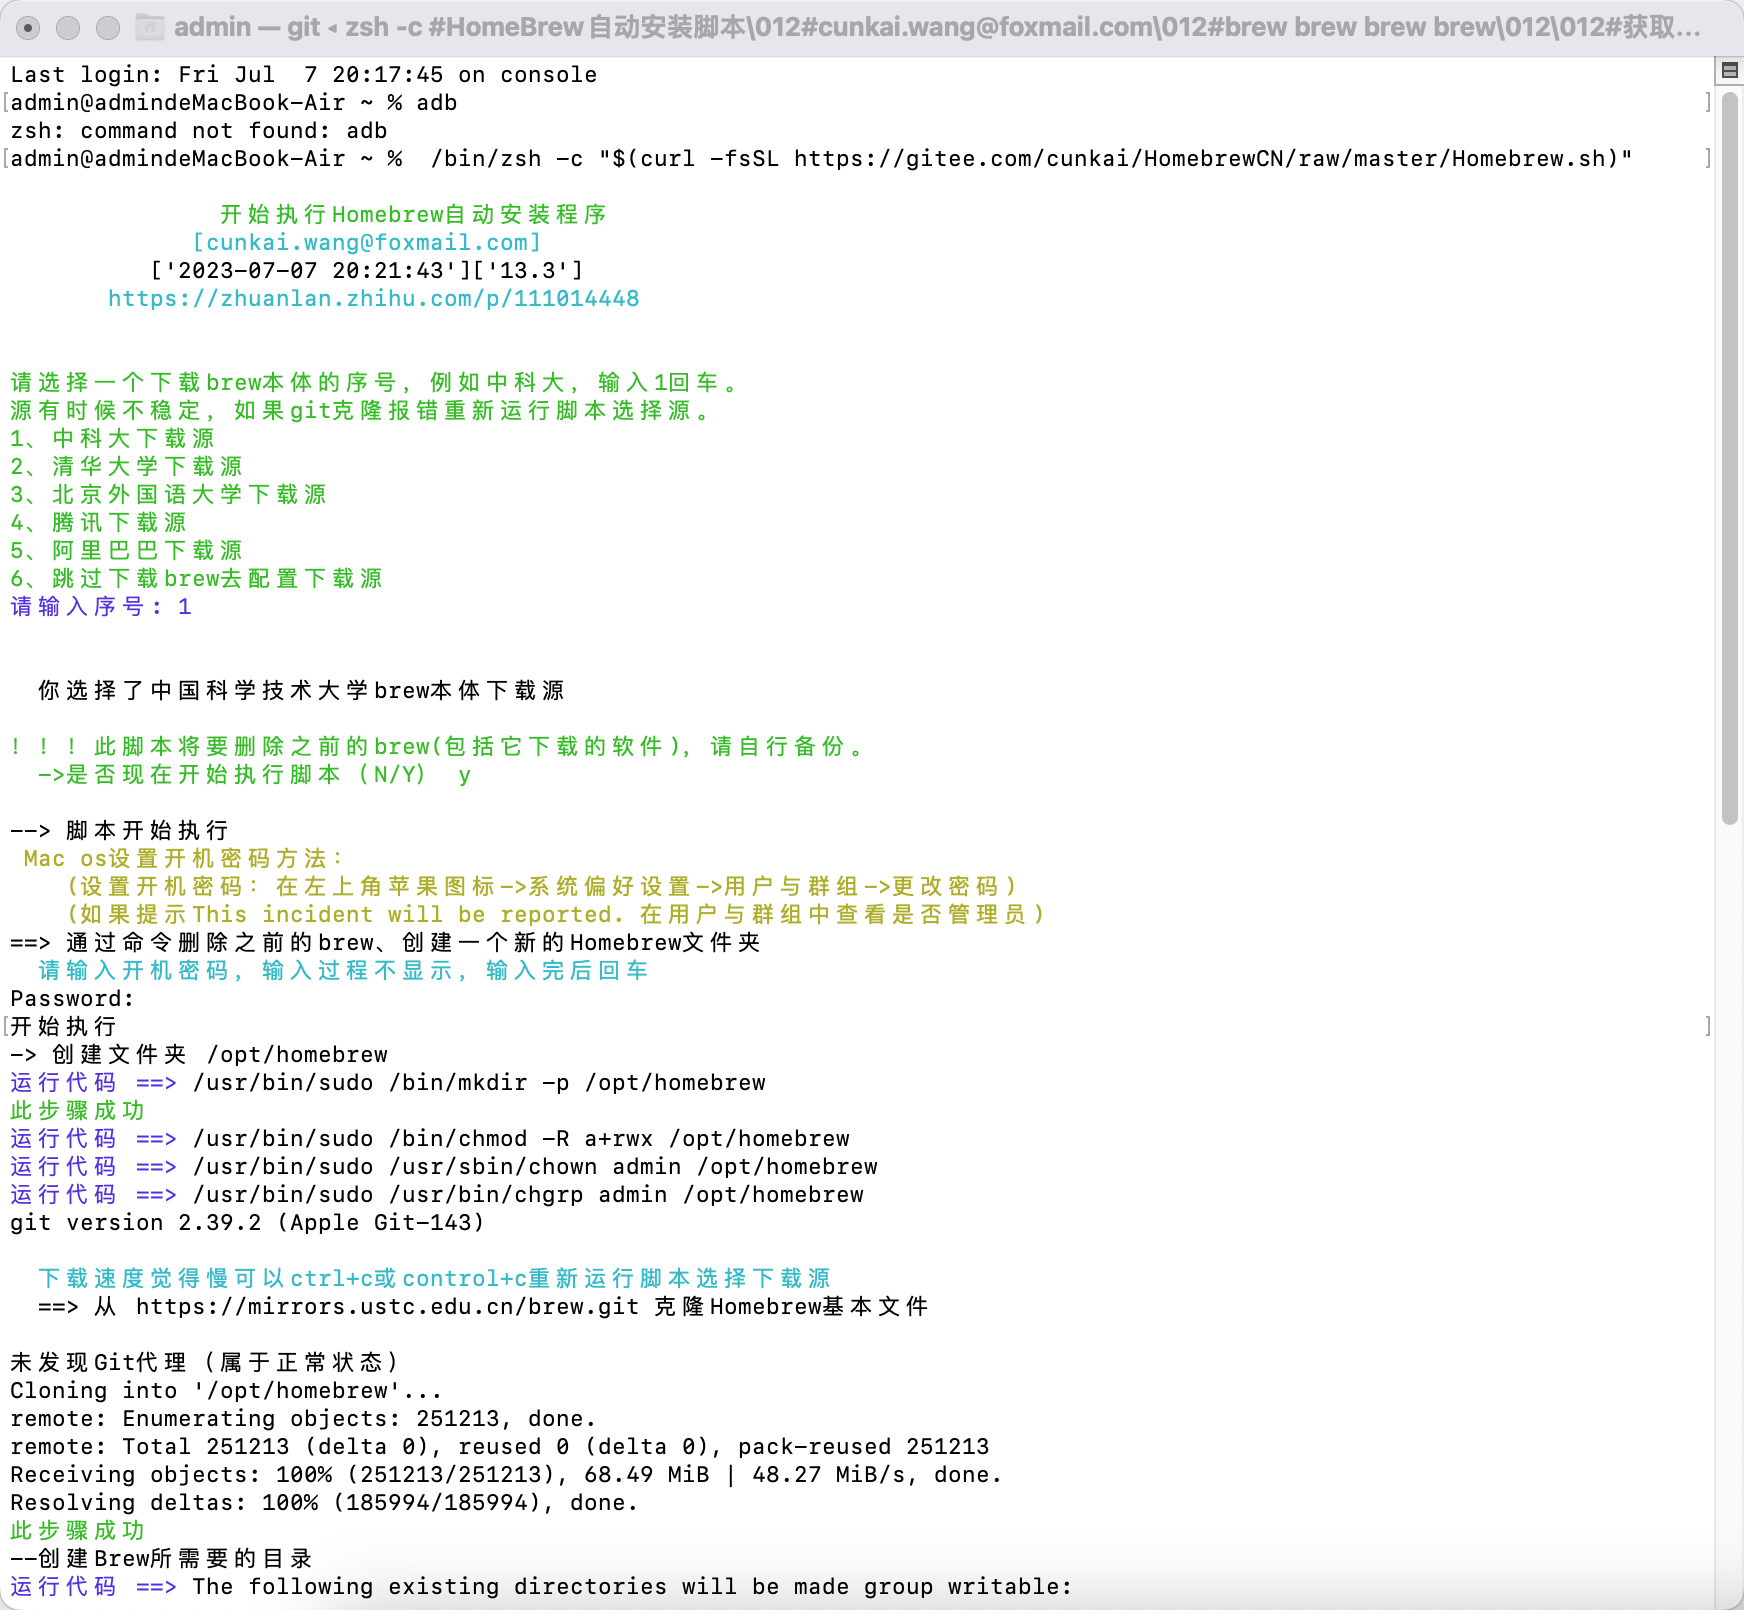 admin — git ◂ zsh -c #HomeBrew自动安装脚本\012#cunkai.wang@foxmail.com\012#brew brew brew brew\012\012#获取...
Last login: Fri Jul  7 20:17:45 on console
[admin@admindeMacBook-Air ~ % adb ]
zsh: command not found: adb
[admin@admindeMacBook-Air ~ %  /bin/zsh -c "$(curl -fsSL https://gitee.com/cunkai/HomebrewCN/raw/master/Homebrew.sh)" ]
开始执行Homebrew自动安装程序
[cunkai.wang@foxmail.com]
['2023-07-07 20:21:43']['13.3']
https://zhuanlan.zhihu.com/p/111014448
请选择一个下载brew本体的序号，例如中科大，输入1回车。
源有时候不稳定，如果git克隆报错重新运行脚本选择源。
1、中科大下载源
2、清华大学下载源
3、北京外国语大学下载源
4、腾讯下载源
5、阿里巴巴下载源
6、跳过下载brew去配置下载源
请输入序号: 1
你选择了中国科学技术大学brew本体下载源
！！！此脚本将要删除之前的brew(包括它下载的软件)，请自行备份。
->是否现在开始执行脚本（N/Y） y
--> 脚本开始执行
Mac os设置开机密码方法：
(设置开机密码：在左上角苹果图标->系统偏好设置->用户与群组->更改密码)
(如果提示This incident will be reported. 在用户与群组中查看是否管理员)
==> 通过命令删除之前的brew、创建一个新的Homebrew文件夹
请输入开机密码，输入过程不显示，输入完后回车
Password:
[开始执行 ]
-> 创建文件夹 /opt/homebrew
运行代码 ==> /usr/bin/sudo /bin/mkdir -p /opt/homebrew
此步骤成功
运行代码 ==> /usr/bin/sudo /bin/chmod -R a+rwx /opt/homebrew
运行代码 ==> /usr/bin/sudo /usr/sbin/chown admin /opt/homebrew
运行代码 ==> /usr/bin/sudo /usr/bin/chgrp admin /opt/homebrew
git version 2.39.2 (Apple Git-143)
下载速度觉得慢可以ctrl+c或control+c重新运行脚本选择下载源
==> 从 https://mirrors.ustc.edu.cn/brew.git 克隆Homebrew基本文件
未发现Git代理（属于正常状态）
Cloning into '/opt/homebrew'...
remote: Enumerating objects: 251213, done.
remote: Total 251213 (delta 0), reused 0 (delta 0), pack-reused 251213
Receiving objects: 100% (251213/251213), 68.49 MiB | 48.27 MiB/s, done.
Resolving deltas: 100% (185994/185994), done.
此步骤成功
--创建Brew所需要的目录
运行代码 ==> The following existing directories will be made group writable: